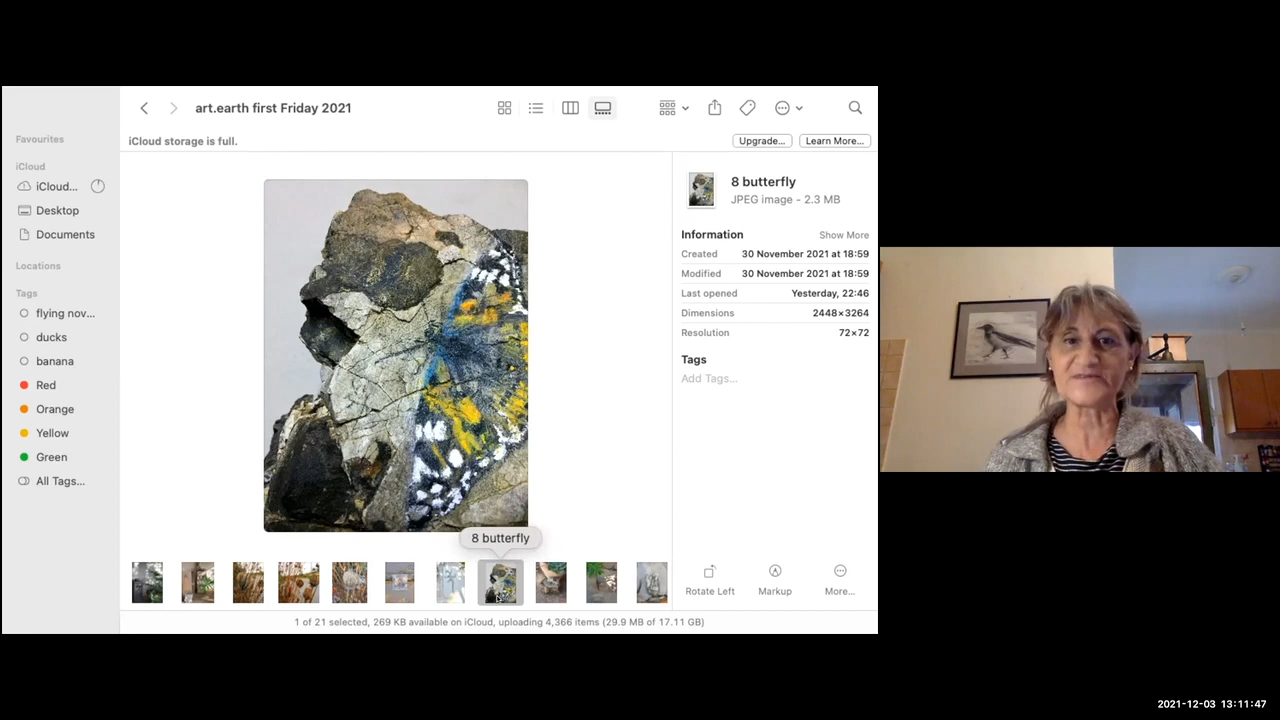 art.earth first Friday 2021
iCloud storage is full.
Upgrade...
Learn More...
Favourites
iCloud
iCloud...
Desktop
Documents
Locations
Tags
flying nov...
ducks
banana
Red
Orange
Yellow
Green
All Tags...
8 butterfly
JPEG image - 2.3 MB
Information
Show More
Created 30 November 2021 at 18:59
Modified 30 November 2021 at 18:59
Last opened Yesterday, 22:46
Dimensions 2448×3264
Resolution 72×72
Tags
Add Tags...
8 butterfly
Rotate Left
Markup
More...
1 of 21 selected, 269 KB available on iCloud, uploading 4,366 items (29.9 MB of 17.11 GB)
2021-12-03 13:11:47